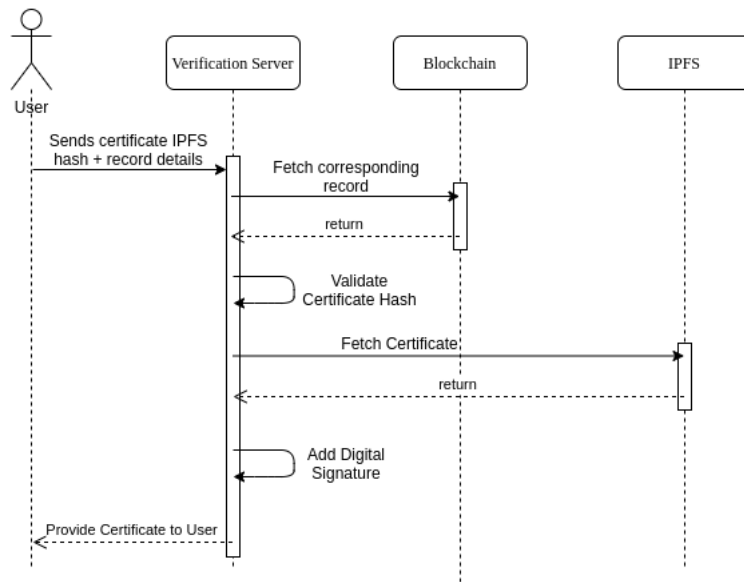 Verification Server
Blockchain
IPFS
User
Sends certificate IPFS
hash + record details
Fetch corresponding
record
return
Validate
Certificate Hash
Fetch Certificate
return
Add Digital
Signature
Provide Certificate to User